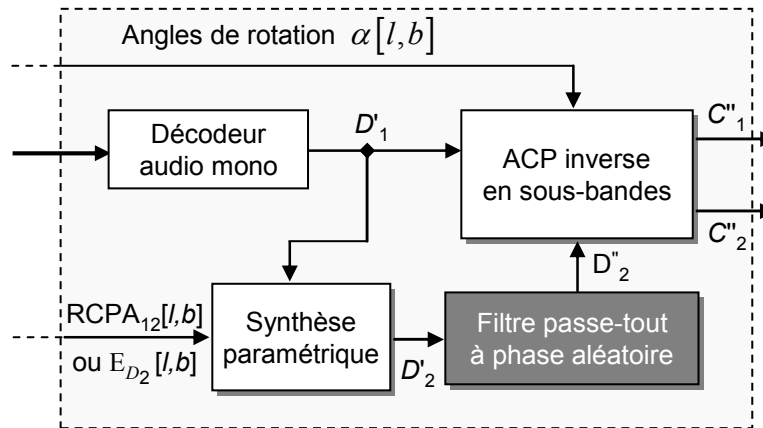 Angles de rotation α[l,b]
Décodeur
audio mono
D'₁
ACP inverse
en sous-bandes
C"₁
C"₂
D"₂
RCPA₁₂[l,b]
ou E_D₂ [l,b]
Synthèse
paramétrique
D'₂
Filtre passe-tout
à phase aléatoire